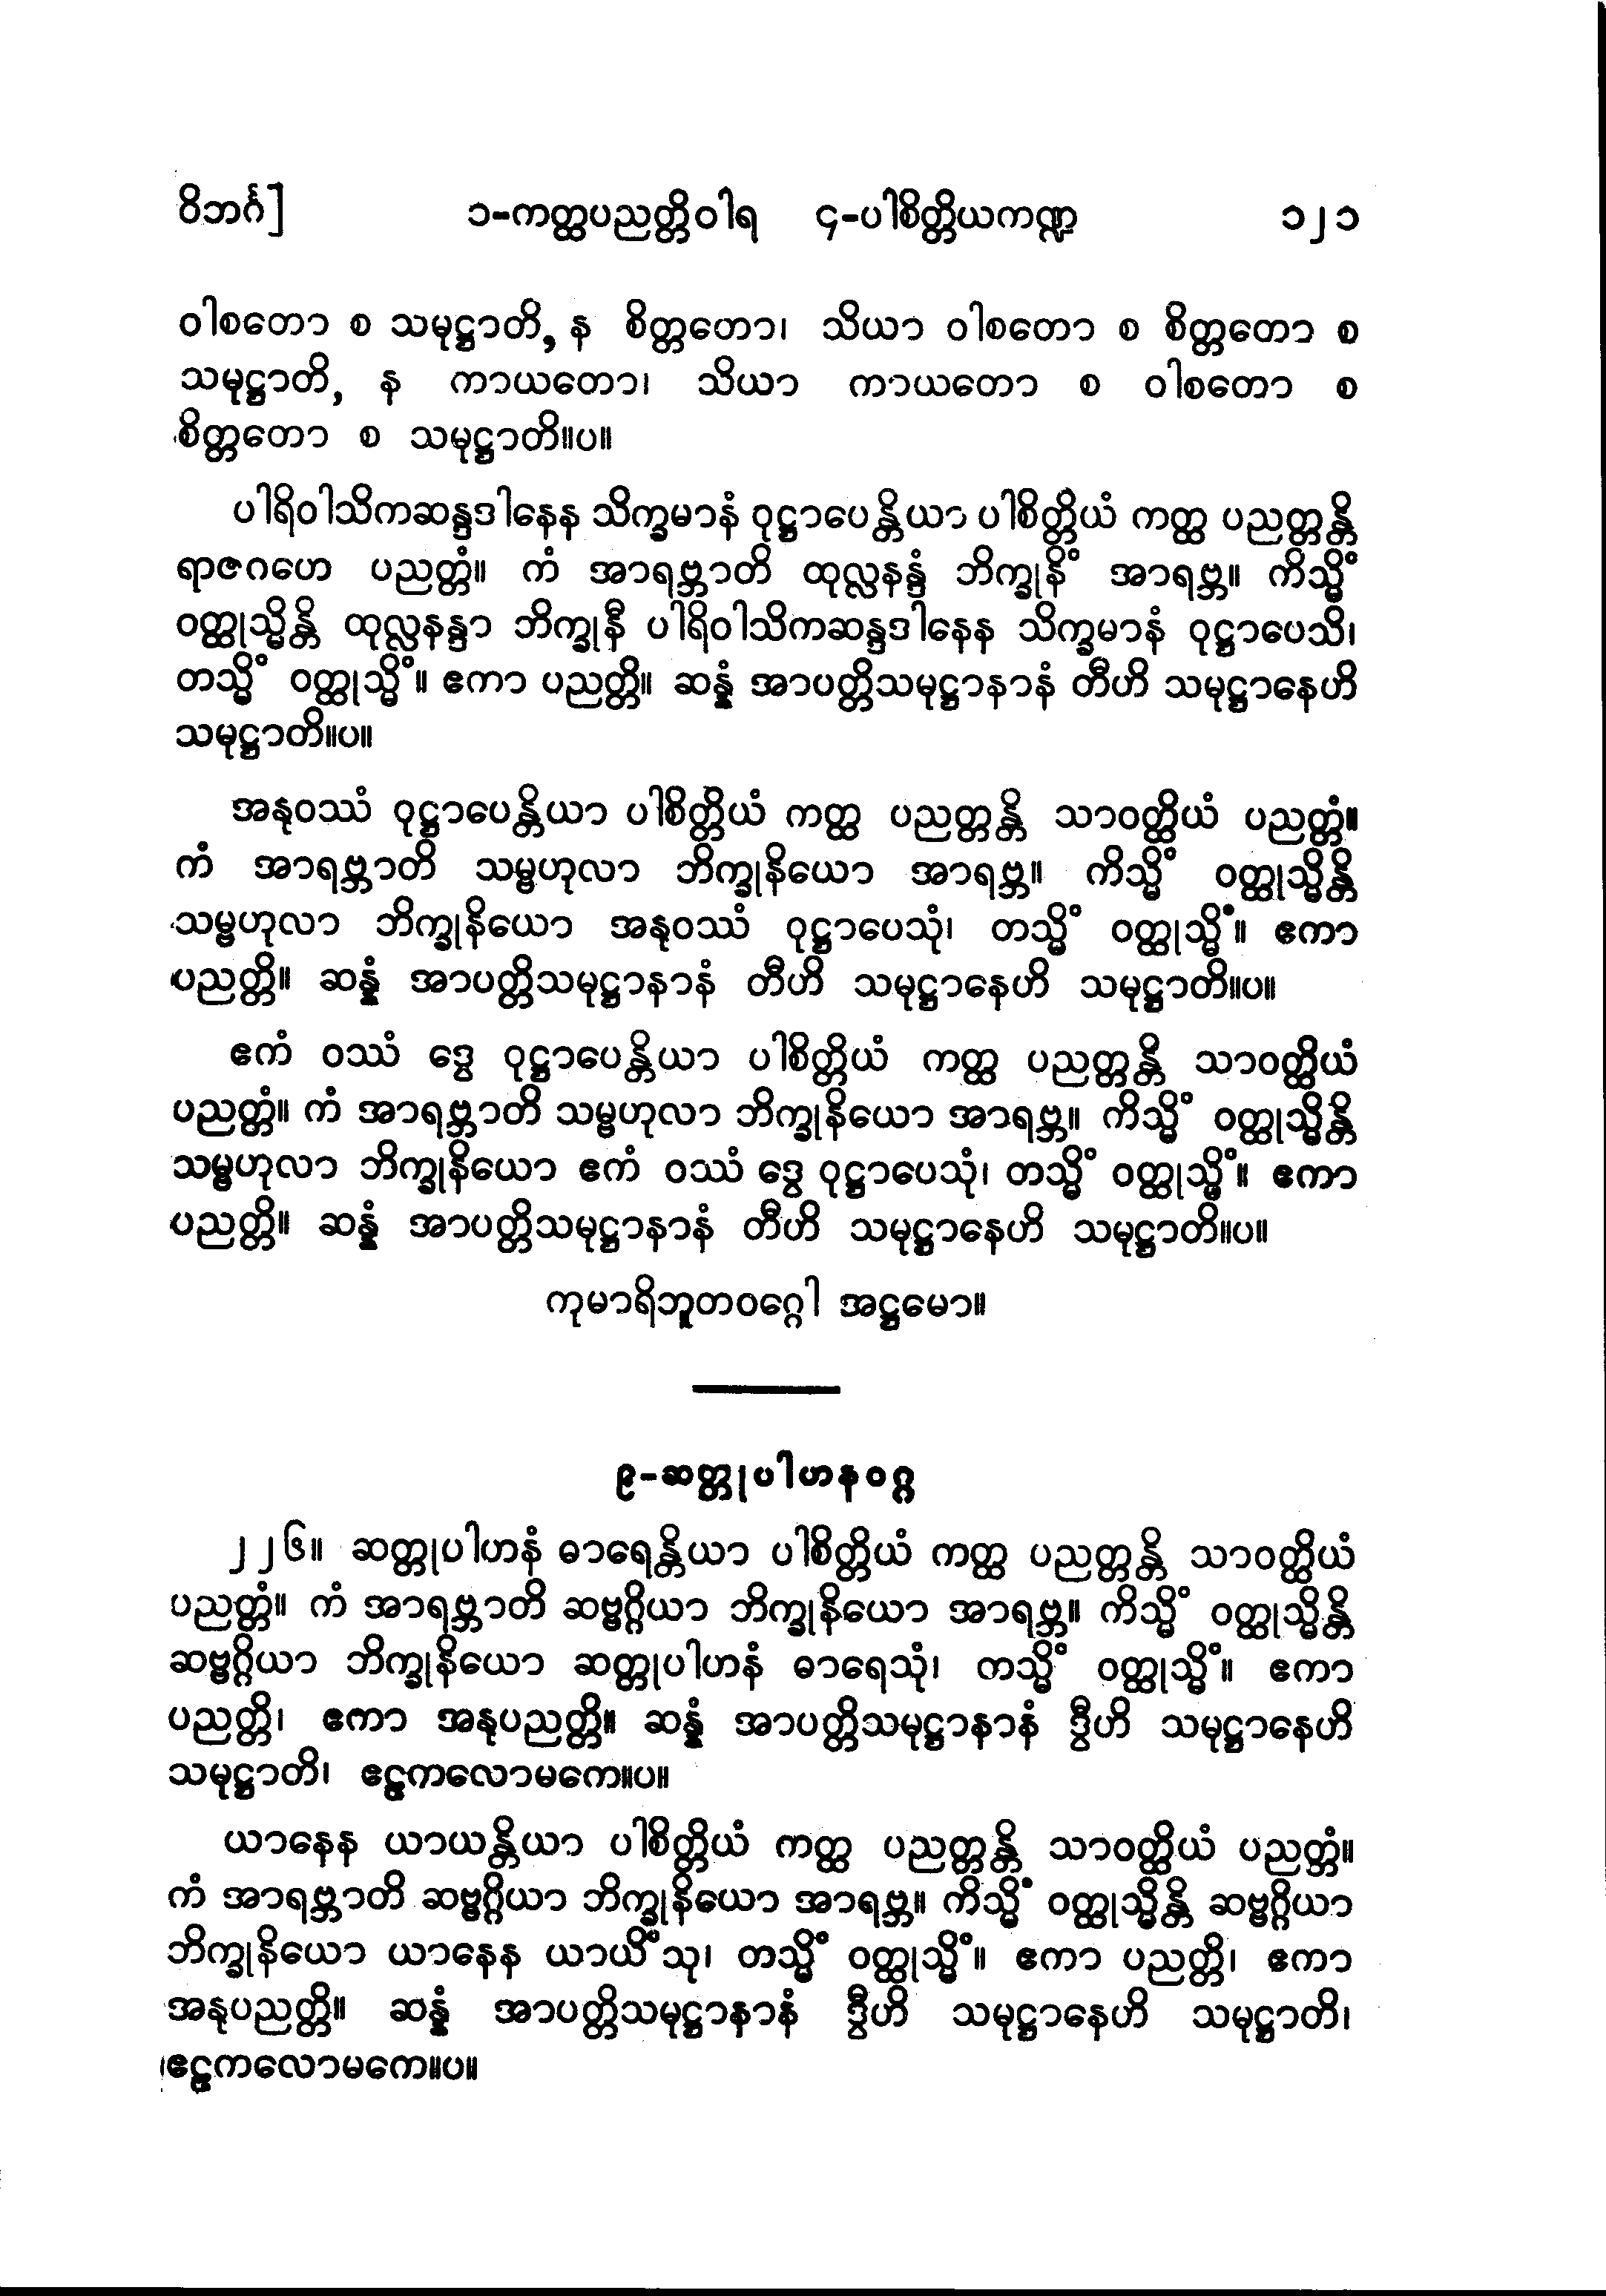 ဝိဘင်္ဂ] ၁-ကတ္ထပညတ္တိဝါရ ၄-ပါစိတ္တိယကဏ္ဍ ၁၂၁
ဝါစတော စ သမုဋ္ဌာတိ, န စိတ္တတော၊ သိယာ ဝါစတော စ စိတ္တတော စ
သမုဋ္ဌာတိ, န ကာယတော၊ သိယာ ကာယတော စ ဝါစတော စ
စိတ္တတော စ သမုဋ္ဌာတိ။ပ။
ပါရိဝါသိကဆန္ဒဒါနေန သိက္ခမာနံ ဝုဋ္ဌာပေန္တိယာ ပါစိတ္တိယံ ကတ္ထ ပညတ္တန္တိ
ရာဇဂဟေ ပညတ္တံ။ ကံ အာရဗ္ဘာတိ ထုလ္လနန္ဒံ ဘိက္ခုနိံ အာရဗ္ဘ။ ကိသ္မိံ
ဝတ္ထုသ္မိန္တိ ထုလ္လနန္ဒာ ဘိက္ခုနီ ပါရိဝါသိကဆန္ဒဒါနေန သိက္ခမာနံ ဝုဋ္ဌာပေသိ၊
တသ္မိံ ဝတ္ထုသ္မိံ။ ဧကာ ပညတ္တိ။ ဆန္နံ အာပတ္တိသမုဋ္ဌာနာနံ တီဟိ သမုဋ္ဌာနေဟိ
သမုဋ္ဌာတိ။ပ။
အနုဝဿံ ဝုဋ္ဌာပေန္တိယာ ပါစိတ္တိယံ ကတ္ထ ပညတ္တန္တိ သာဝတ္ထိယံ ပညတ္တံ။
ကံ အာရဗ္ဘာတိ သမ္ဗဟုလာ ဘိက္ခုနိယော အာရဗ္ဘ။ ကိသ္မိံ ဝတ္ထုသ္မိန္တိ
သမ္ဗဟုလာ ဘိက္ခုနိယော အနုဝဿံ ဝုဋ္ဌာပေသုံ၊ တသ္မိံ ဝတ္ထုသ္မိံ။ ဧကာ
ပညတ္တိ။ ဆန္နံ အာပတ္တိသမုဋ္ဌာနာနံ တီဟိ သမုဋ္ဌာနေဟိ သမုဋ္ဌာတိ။ပ။
ဧကံ ဝဿံ ဒွေ ဝုဋ္ဌာပေန္တိယာ ပါစိတ္တိယံ ကတ္ထ ပညတ္တန္တိ သာဝတ္ထိယံ
ပညတ္တံ။ ကံ အာရဗ္ဘာတိ သမ္ဗဟုလာ ဘိက္ခုနိယော အာရဗ္ဘ။ ကိသ္မိံ ဝတ္ထုသ္မိန္တိ
သမ္ဗဟုလာ ဘိက္ခုနိယော ဧကံ ဝဿံ ဒွေ ဝုဋ္ဌာပေသုံ၊ တသ္မိံ ဝတ္ထုသ္မိံ။ ဧကာ
ပညတ္တိ။ ဆန္နံ အာပတ္တိသမုဋ္ဌာနာနံ တီဟိ သမုဋ္ဌာနေဟိ သမုဋ္ဌာတိ။ပ။
ကုမာရိဘူတဝဂ္ဂေါ အဋ္ဌမော။
၉-ဆတ္တုပါဟနဝဂ္ဂ
၂၂၆။ ဆတ္တုပါဟနံ ဓာရေန္တိယာ ပါစိတ္တိယံ ကတ္ထ ပညတ္တန္တိ သာဝတ္ထိယံ
ပညတ္တံ။ ကံ အာရဗ္ဘာတိ ဆဗ္ဗဂ္ဂိယာ ဘိက္ခုနိယော အာရဗ္ဘ။ ကိသ္မိံ ဝတ္ထုသ္မိန္တိ
ဆဗ္ဗဂ္ဂိယာ ဘိက္ခုနိယော ဆတ္တုပါဟနံ ဓာရေသုံ၊ တသ္မိံ ဝတ္ထုသ္မိံ။ ဧကာ
ပညတ္တိ၊ ဧကာ အနုပညတ္တိ။ ဆန္နံ အာပတ္တိသမုဋ္ဌာနာနံ ဒွီဟိ သမုဋ္ဌာနေဟိ
သမုဋ္ဌာတိ၊ ဧဠကလောမကေ။ပ။
ယာနေန ယာယန္တိယာ ပါစိတ္တိယံ ကတ္ထ ပညတ္တန္တိ သာဝတ္ထိယံ ပညတ္တံ။
ကံ အာရဗ္ဘာတိ ဆဗ္ဗဂ္ဂိယာ ဘိက္ခုနိယော အာရဗ္ဘ။ ကိသ္မိံ ဝတ္ထုသ္မိန္တိ ဆဗ္ဗဂ္ဂိယာ
ဘိက္ခုနိယော ယာနေန ယာယိံသု၊ တသ္မိံ ဝတ္ထုသ္မိံ။ ဧကာ ပညတ္တိ၊ ဧကာ
အနုပညတ္တိ။ ဆန္နံ အာပတ္တိသမုဋ္ဌာနာနံ ဒွီဟိ သမုဋ္ဌာနေဟိ သမုဋ္ဌာတိ၊
ဧဠကလောမကေ။ပ။